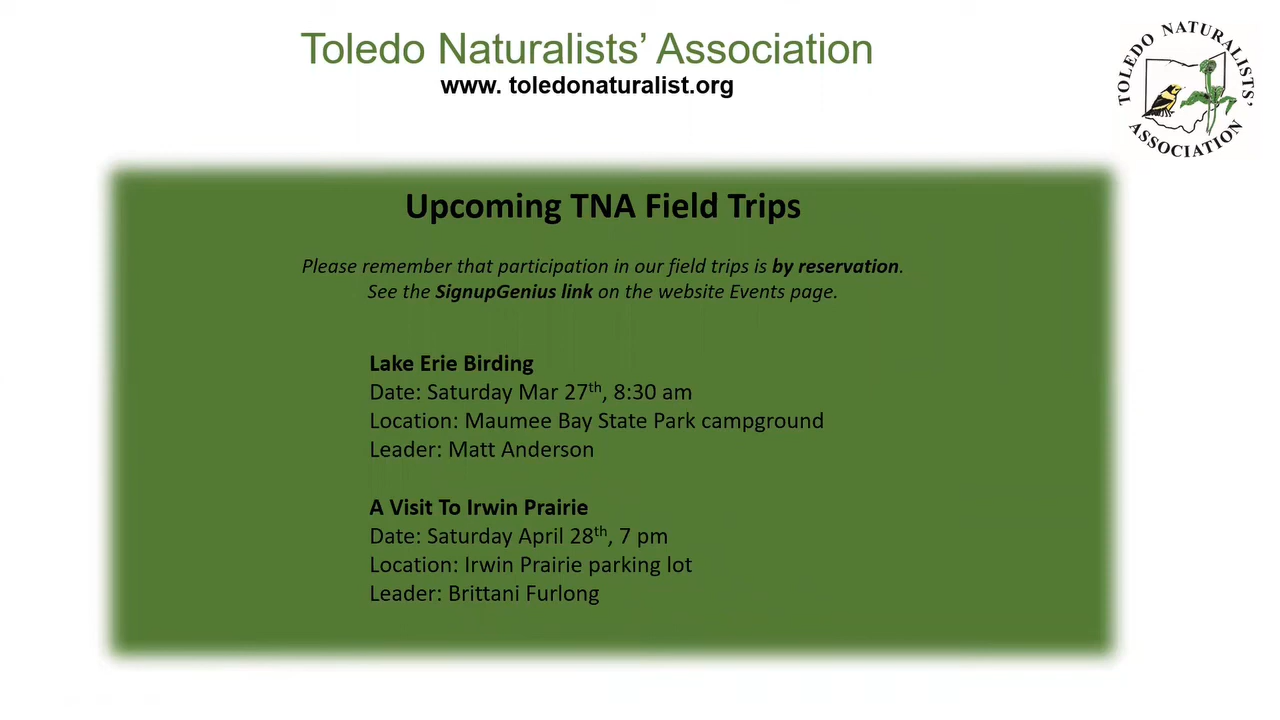 Toledo Naturalists’ Association
www. toledonaturalist.org
TOLEDO NATURALISTS’
ASSOCIATION
Upcoming TNA Field Trips
Please remember that participation in our field trips is by reservation.
See the SignupGenius link on the website Events page.
Lake Erie Birding
Date: Saturday Mar 27th, 8:30 am
Location: Maumee Bay State Park campground
Leader: Matt Anderson
A Visit To Irwin Prairie
Date: Saturday April 28th, 7 pm
Location: Irwin Prairie parking lot
Leader: Brittani Furlong